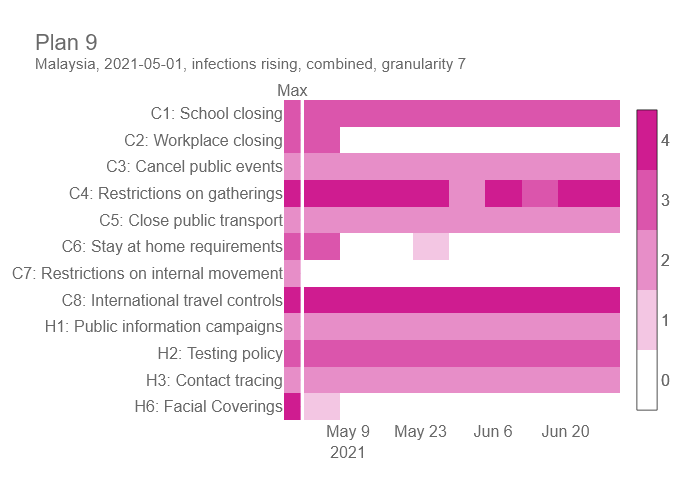 Plan 9
Malaysia, 2021-05-01, infections rising, combined, granularity 7
Max
C1: School closing
C2: Workplace closing
C3: Cancel public events
C4: Restrictions on gatherings
C5: Close public transport
C6: Stay at home requirements
C7: Restrictions on internal movement
C8: International travel controls
H1: Public information campaigns
H2: Testing policy
H3: Contact tracing
H6: Facial Coverings
May 9 May 23 Jun 6 Jun 20
2021
4
3
2
1
0